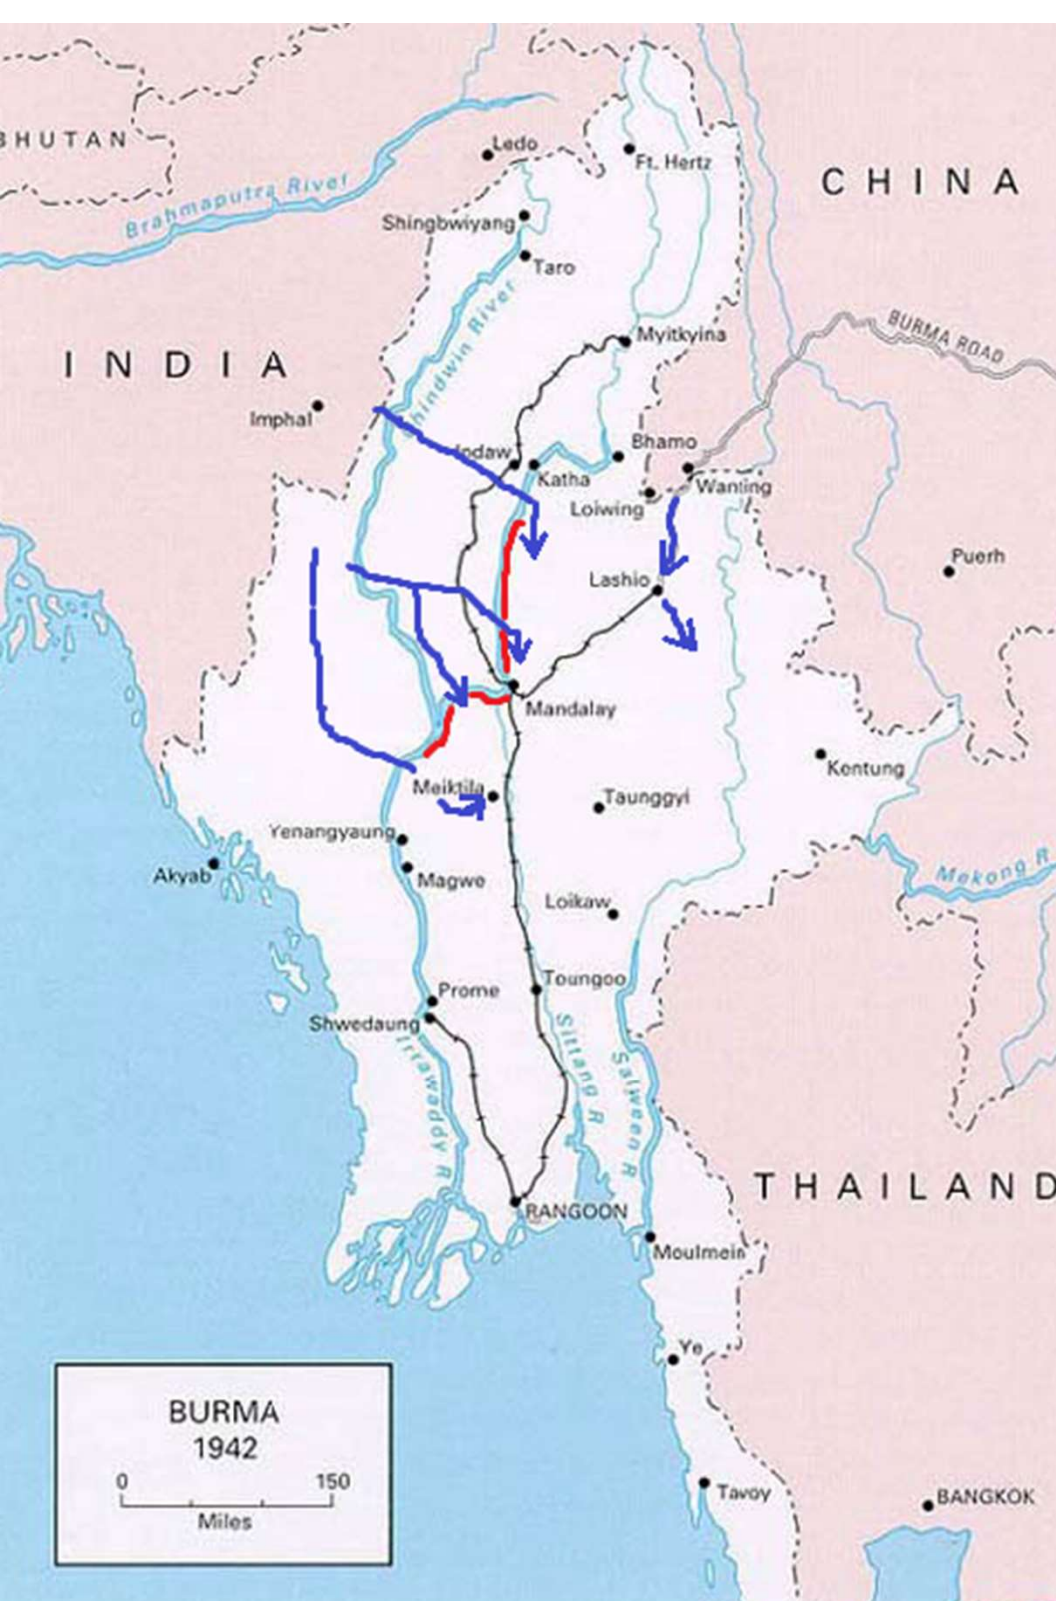 BHUTAN
Ledo
Ft. Hertz
CHINA
Brahmaputra River
Shingbwiyang
Taro
Chindwin River
BURMA ROAD
Myitkyina
INDIA
Imphal
Indaw
Katha
Bhamo
Wanting
Loiwing
Puerh
Lashio
Mandalay
Kentung
Meiktila
Taunggyi
Yenangyaung
Akyab
Magwe
Mekong R
Loikaw
Prome
Toungoo
Shwedaung
Irrawaddy R
Sittang R
Salween R
THAILAND
RANGOON
Moulmein
Ye
BURMA
1942
0 150
Miles
Tavoy
BANGKOK